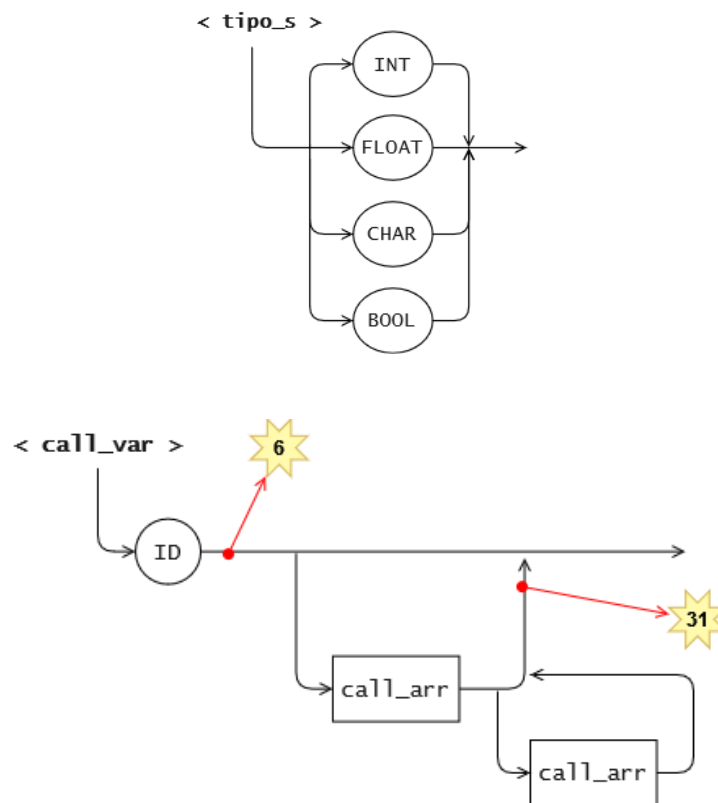 < tipo_s >
INT
FLOAT
CHAR
BOOL
< call_var >
6
ID
31
call_arr
call_arr